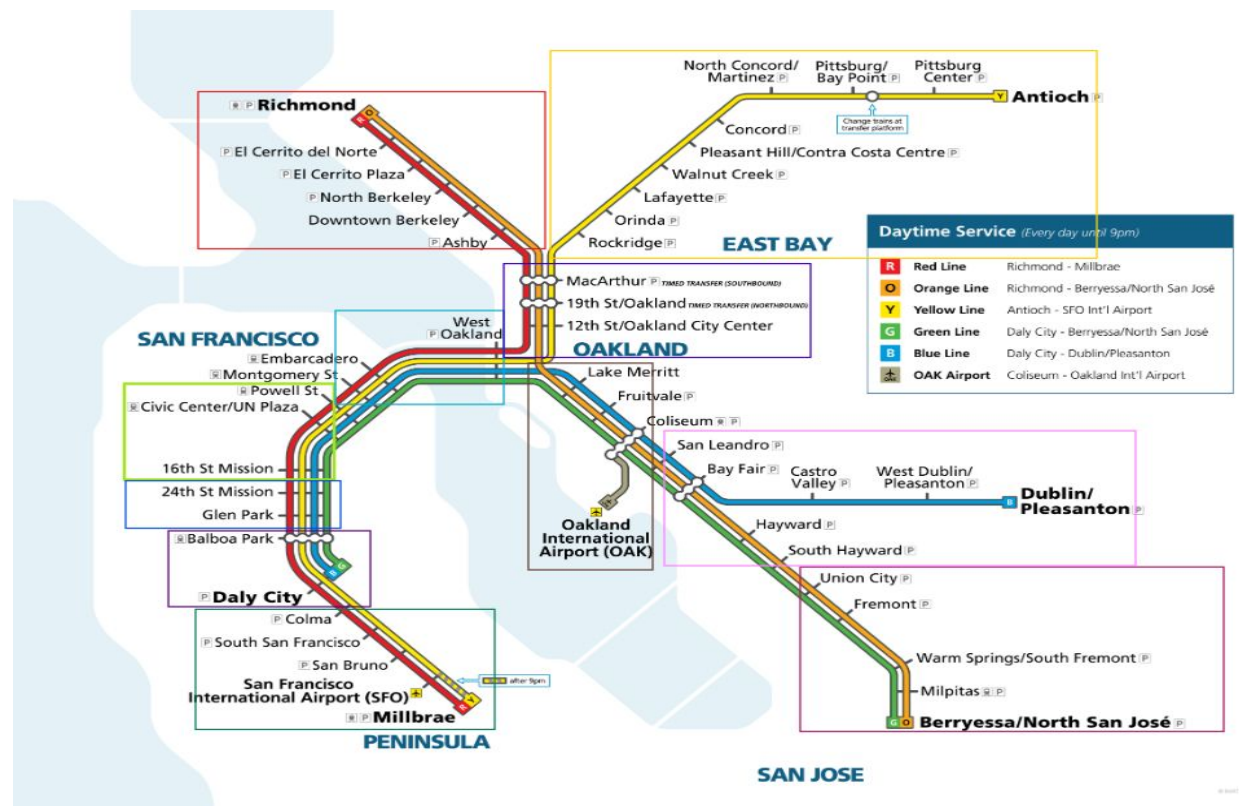 North Concord/
Martinez P
Pittsburg/
Bay Point P
Pittsburg
Center P
Y
Antioch P
Change trains at
transfer platform
Richmond
P
O
R
P El Cerrito del Norte
P El Cerrito Plaza
P North Berkeley
Downtown Berkeley
P Ashby
Concord P
Pleasant Hill/Contra Costa Centre P
Walnut Creek P
Lafayette P
Orinda P
Rockridge P
EAST BAY
Daytime Service (Every day until 9pm)
R Red Line Richmond - Millbrae
O Orange Line Richmond - Berryessa/North San José
Y Yellow Line Antioch - SFO Int'l Airport
G Green Line Daly City - Berryessa/North San José
B Blue Line Daly City - Dublin/Pleasanton
OAK Airport Coliseum - Oakland Int'l Airport
MacArthur P TIMED TRANSFER (SOUTHBOUND)
19th St/Oakland TIMED TRANSFER (NORTHBOUND)
12th St/Oakland City Center
OAKLAND
West
P Oakland
SAN FRANCISCO
Embarcadero
Montgomery St
Powell St
Civic Center/UN Plaza
16th St Mission
24th St Mission
Glen Park
Balboa Park
G
B
P Daly City
Lake Merritt
Fruitvale P
Coliseum P
San Leandro P
Bay Fair P
Castro
Valley P
West Dublin/
Pleasanton P
B
Dublin/
Pleasanton P
Oakland
International
Airport (OAK)
Hayward P
South Hayward P
Union City P
Fremont P
Warm Springs/South Fremont P
Milpitas P
G O
Berryessa/North San José P
P Colma
P South San Francisco
P San Bruno
San Francisco
International Airport (SFO)
after 9pm
Y
R
P Millbrae
PENINSULA
SAN JOSE